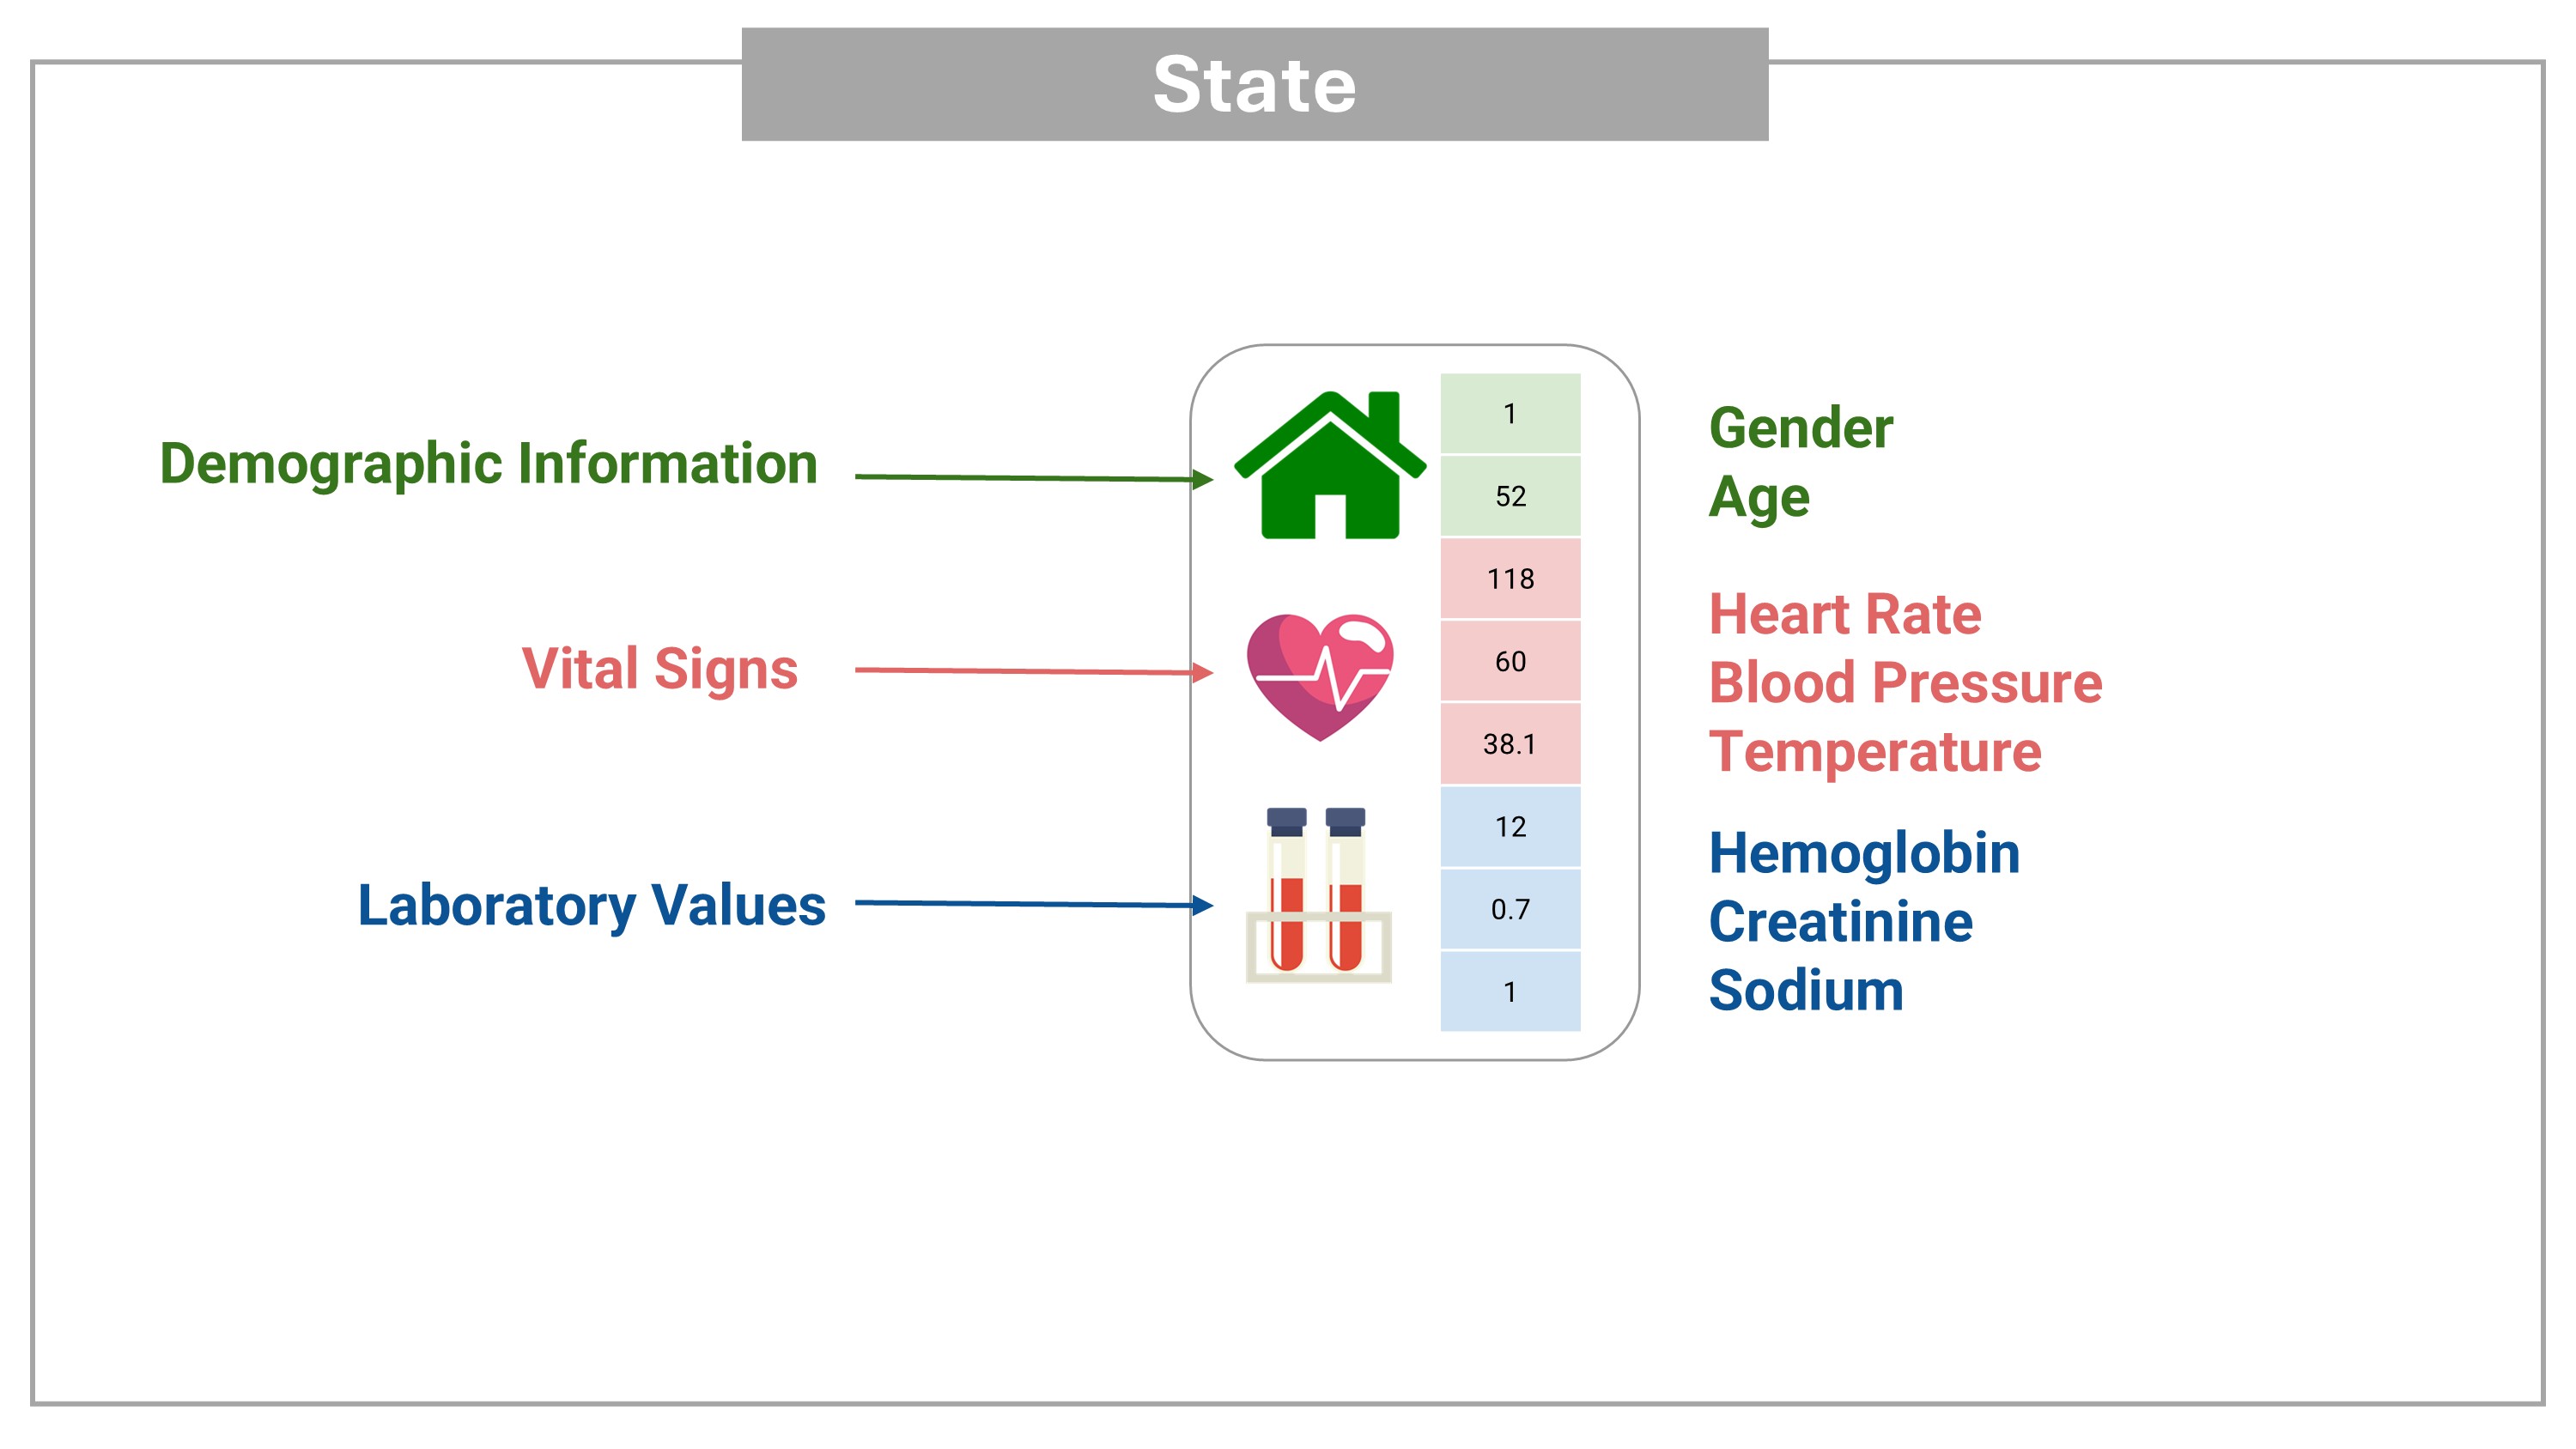 State
Demographic Information
Vital Signs
Laboratory Values
1
52
118
60
38.1
12
0.7
1
Gender
Age
Heart Rate
Blood Pressure
Temperature
Hemoglobin
Creatinine
Sodium